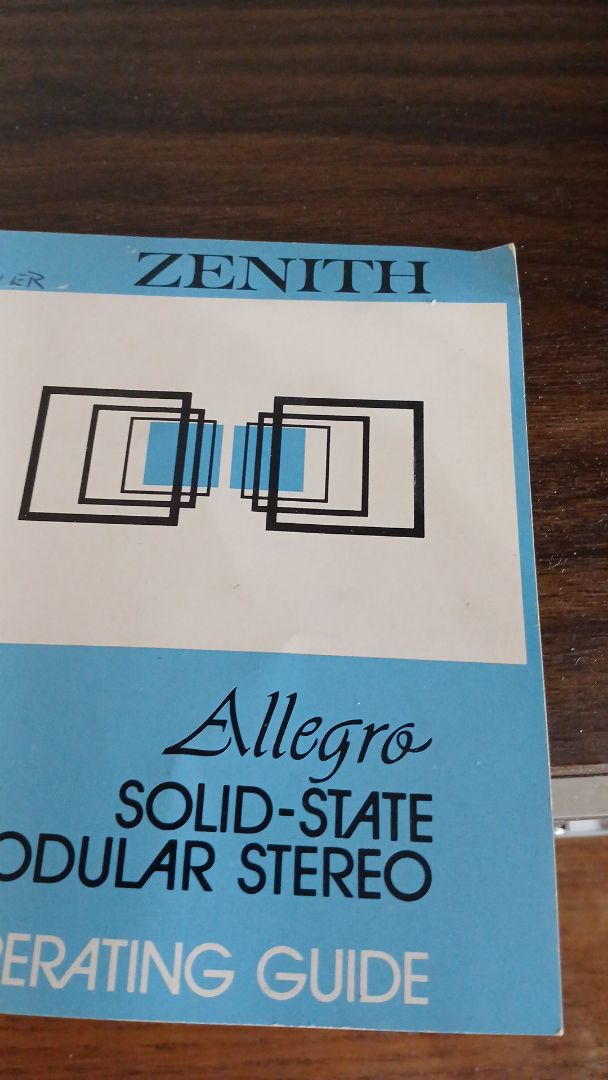 ZENITH
Allegro
SOLID-STATE
ODULAR STEREO
ERATING GUIDE